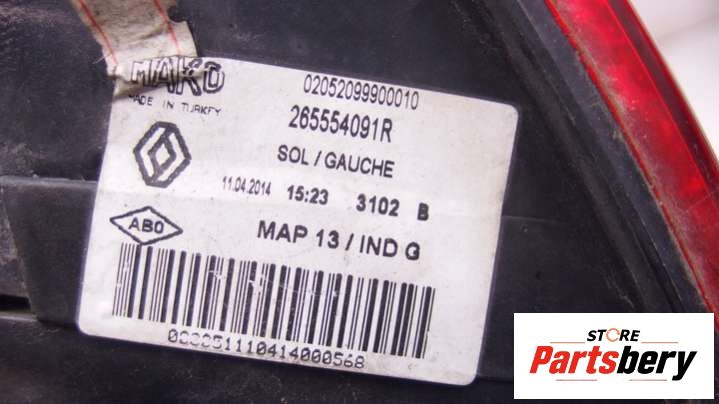 MAKO
MADE IN TURKEY
02052099900010
265554091R
SOL / GAUCHE
11.04.2014 15:23 3102 B
ABO
MAP 13 / IND G
STORE
Partsbery